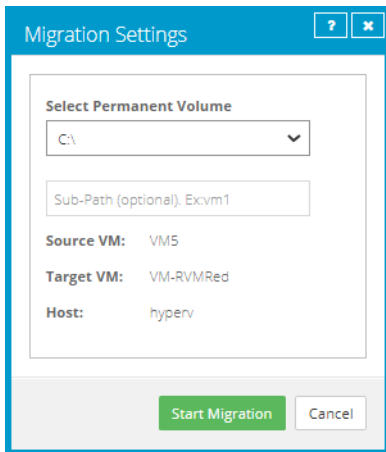 Migration Settings
? ×
Select Permanent Volume
C:\
Sub-Path (optional). Ex:vm1
Source VM: VM5
Target VM: VM-RVMRed
Host: hyperv
Start Migration Cancel